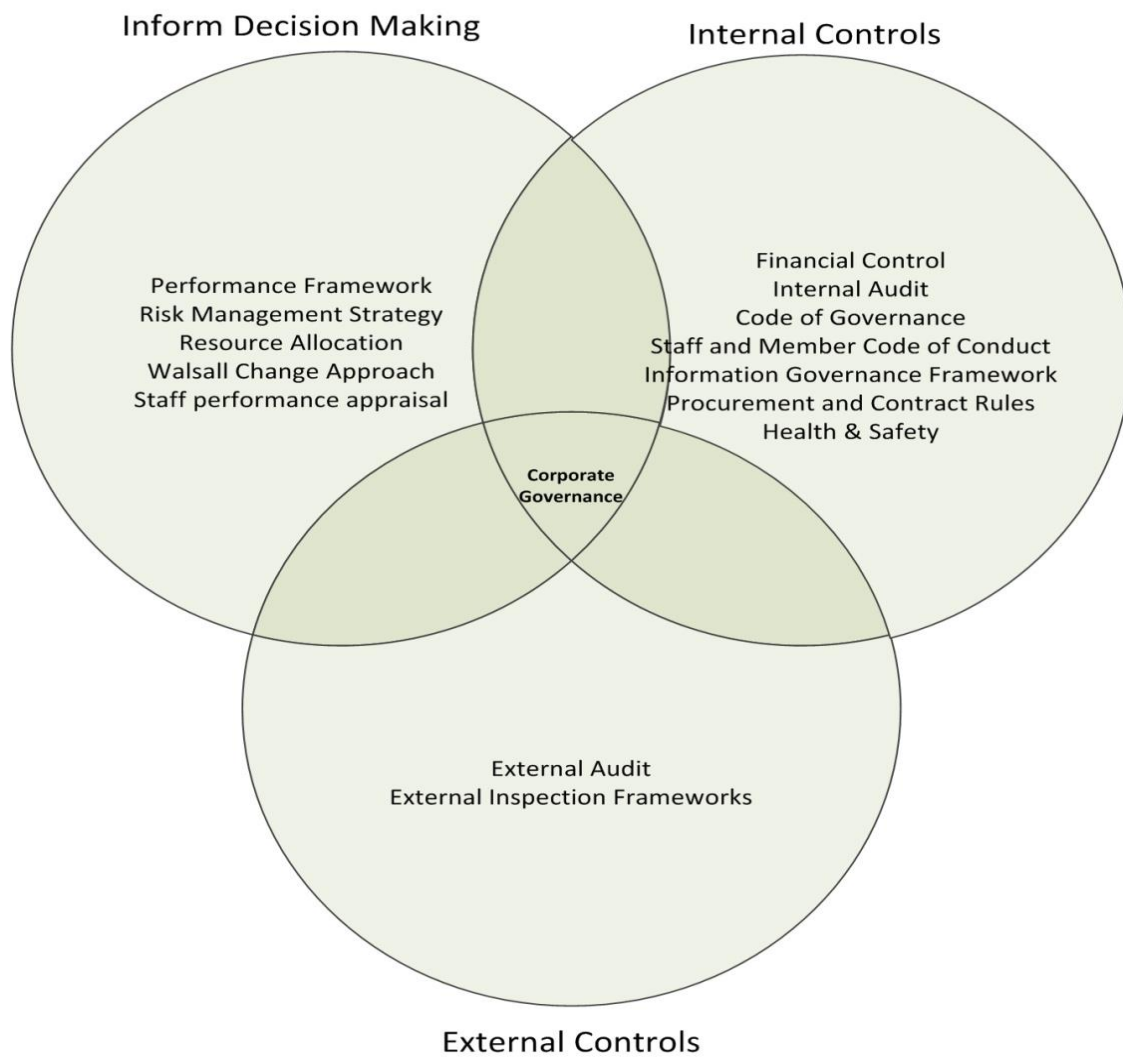 Inform Decision Making
Internal Controls
Performance Framework
Risk Management Strategy
Resource Allocation
Walsall Change Approach
Staff performance appraisal
Financial Control
Internal Audit
Code of Governance
Staff and Member Code of Conduct
Information Governance Framework
Procurement and Contract Rules
Health & Safety
Corporate
Governance
External Audit
External Inspection Frameworks
External Controls